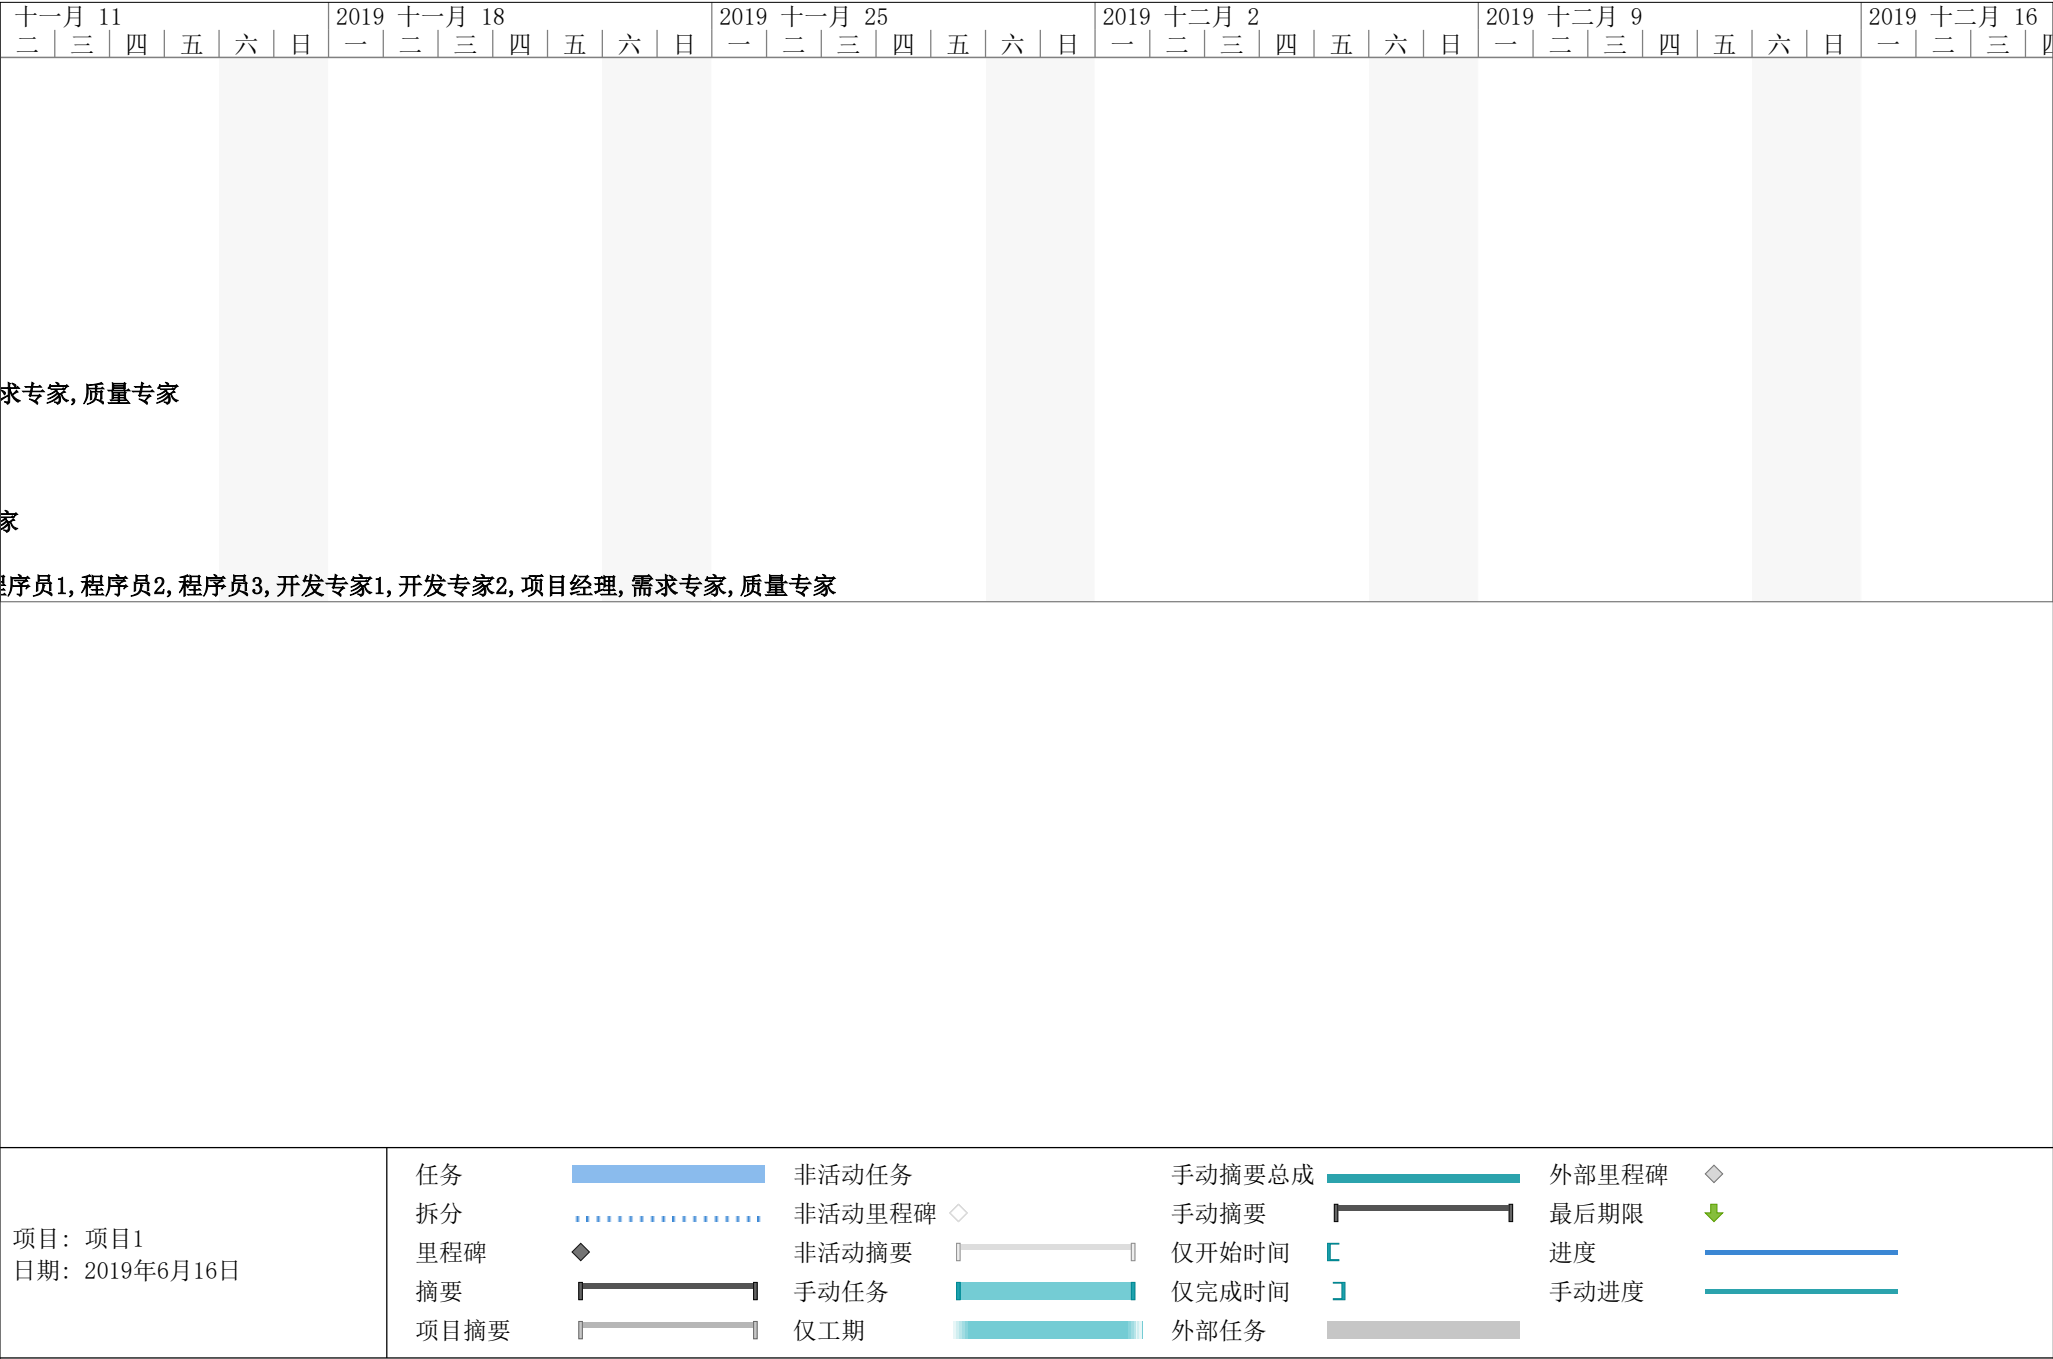 十一月 11 2019 十一月 18 2019 十一月 25 2019 十二月 2 2019 十二月 9 2019 十二月 16
二 三 四 五 六 日 一 二 三 四 五 六 日 一 二 三 四 五 六 日 一 二 三 四 五 六 日 一 二 三 四 五 六 日 一 二 三 四
求专家,质量专家
家
程序员1,程序员2,程序员3,开发专家1,开发专家2,项目经理,需求专家,质量专家
任务 非活动任务 手动摘要总成 外部里程碑
拆分 非活动里程碑 手动摘要 最后期限
项目: 项目1
日期: 2019年6月16日
里程碑 非活动摘要 仅开始时间 进度
摘要 手动任务 仅完成时间 手动进度
项目摘要 仅工期 外部任务